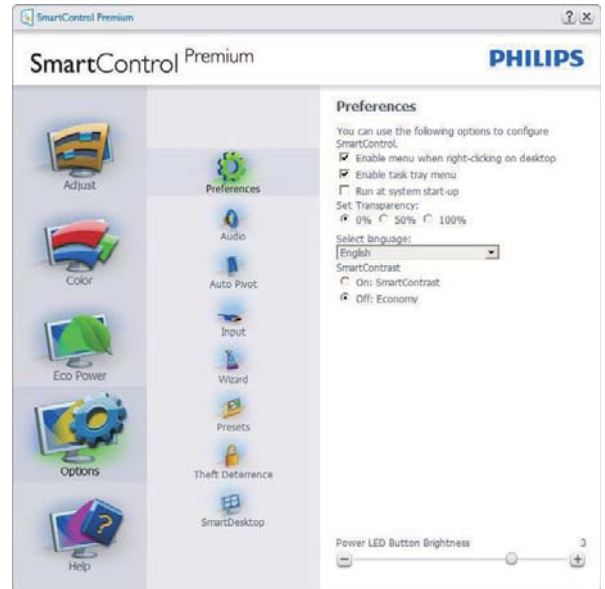 SmartControl Premium
SmartControl Premium
PHILIPS
Adjust
Color
Eco Power
Options
Help
Preferences
Audio
Auto Pivot
Input
Wizard
Presets
Theft Deterrence
SmartDesktop
Preferences
You can use the following options to configure
SmartControl.
Enable menu when right-clicking on desktop
Enable task tray menu
Run at system start-up
Set Transparency:
0% 50% 100%
Select language:
English
SmartContrast
On: SmartContrast
Off: Economy
Power LED Button Brightness 3